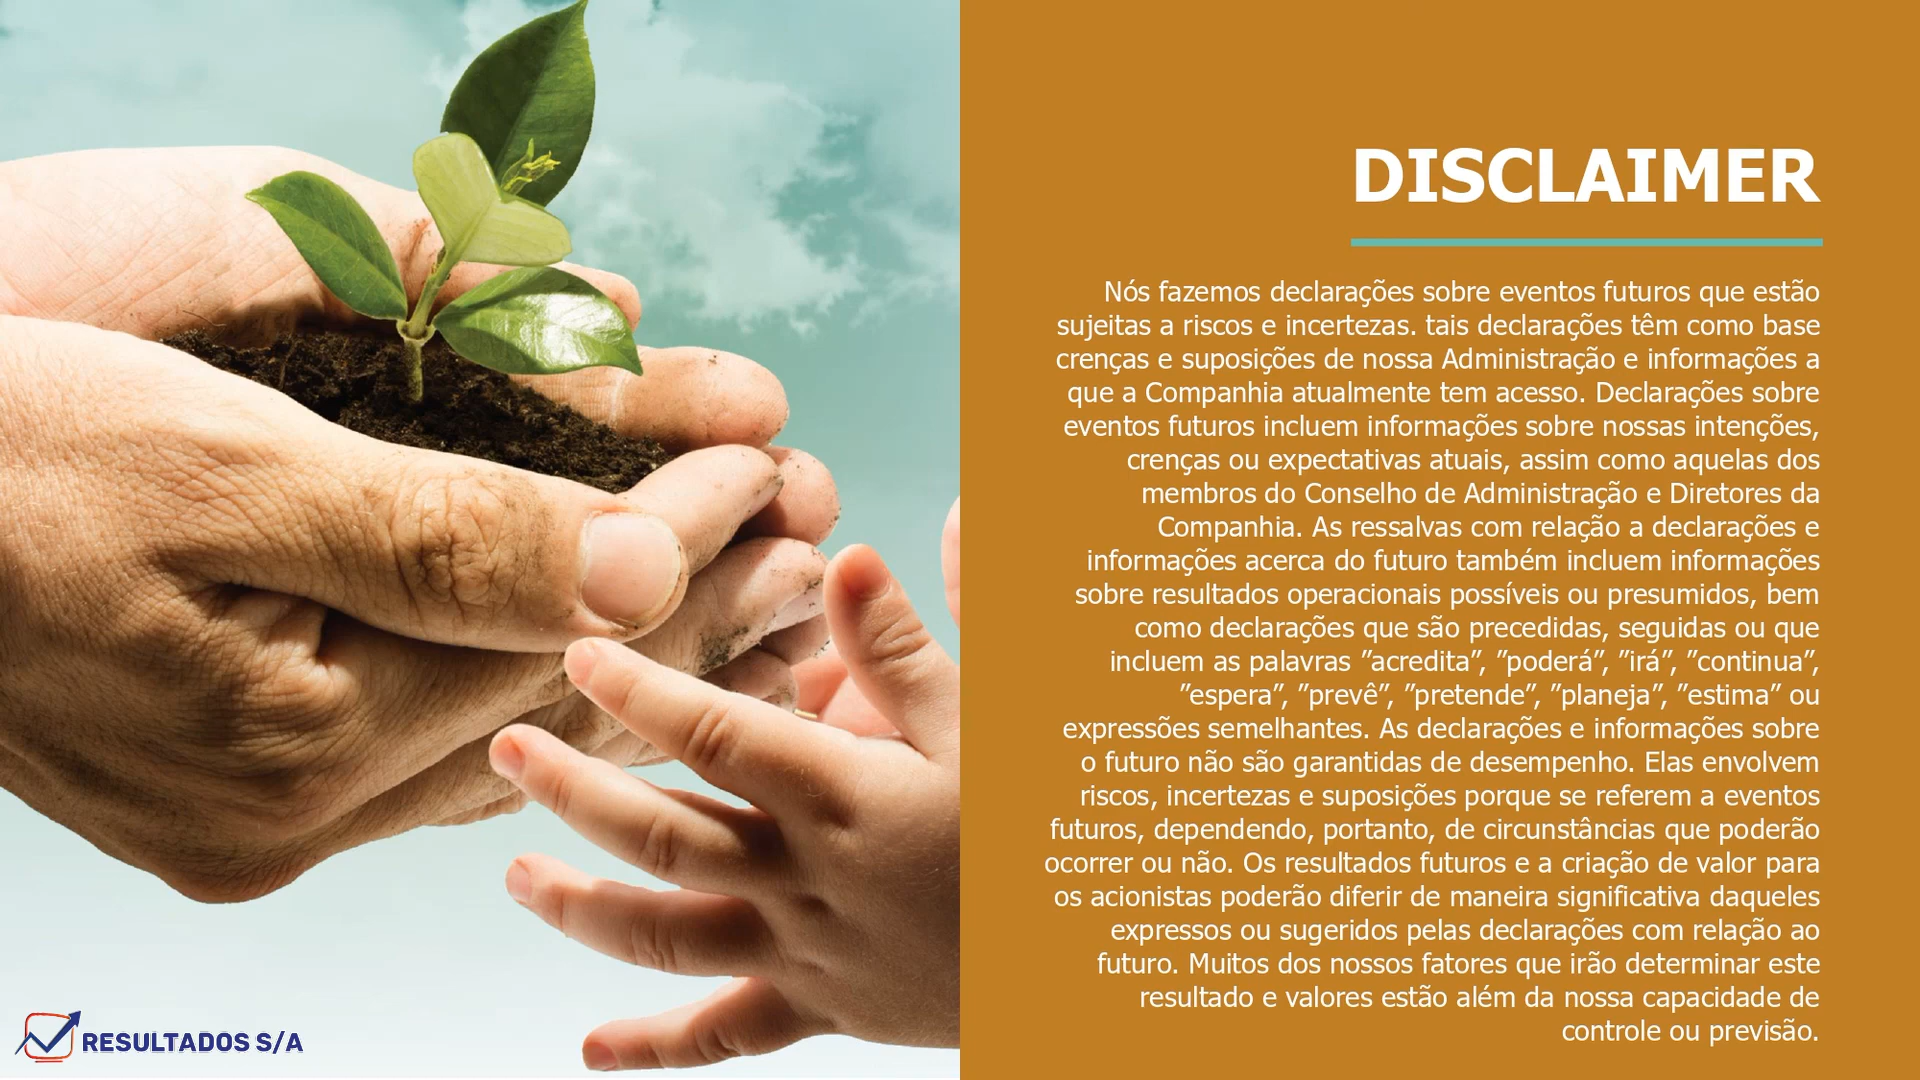 DISCLAIMER
Nós fazemos declarações sobre eventos futuros que estão
sujeitas a riscos e incertezas. tais declarações têm como base
crenças e suposições de nossa Administração e informações a
que a Companhia atualmente tem acesso. Declarações sobre
eventos futuros incluem informações sobre nossas intenções,
crenças ou expectativas atuais, assim como aquelas dos
membros do Conselho de Administração e Diretores da
Companhia. As ressalvas com relação a declarações e
informações acerca do futuro também incluem informações
sobre resultados operacionais possíveis ou presumidos, bem
como declarações que são precedidas, seguidas ou que
incluem as palavras ”acredita”, ”poderá”, ”irá”, ”continua”,
”espera”, ”prevê”, ”pretende”, ”planeja”, ”estima” ou
expressões semelhantes. As declarações e informações sobre
o futuro não são garantidas de desempenho. Elas envolvem
riscos, incertezas e suposições porque se referem a eventos
futuros, dependendo, portanto, de circunstâncias que poderão
ocorrer ou não. Os resultados futuros e a criação de valor para
os acionistas poderão diferir de maneira significativa daqueles
expressos ou sugeridos pelas declarações com relação ao
futuro. Muitos dos nossos fatores que irão determinar este
resultado e valores estão além da nossa capacidade de
controle ou previsão.
RESULTADOS S/A